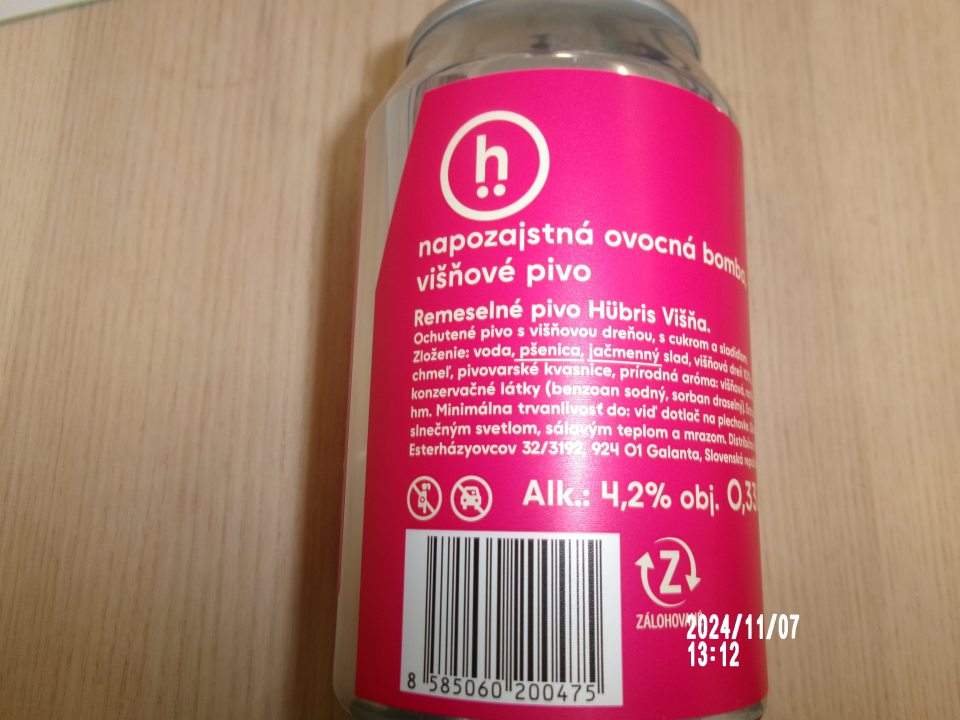 h
napozajstná ovocná bomba,
višňové pivo
Remeselné pivo Hübris Višňa.
Ochutené pivo s višňovou dreňou, s cukrom a sladidlom.
Zloženie: voda, pšenica, jačmenný slad, višňová dreň 10%
chmeľ, pivovarské kvasnice, prírodná aróma: višňová,
konzervačné látky (benzoan sodný, sorban draselný).
hm. Minimálna trvanlivosť do: viď dotlač na plechovke.
slnečným svetlom, sálavým teplom a mrazom.
Esterházyovcov 32/3192, 924 01 Galanta, Slovenská
Alk.: 4,2% obj. 0,33
Z
ZÁLOHOVANÉ
8 585060 200475
2024/11/07
13:12